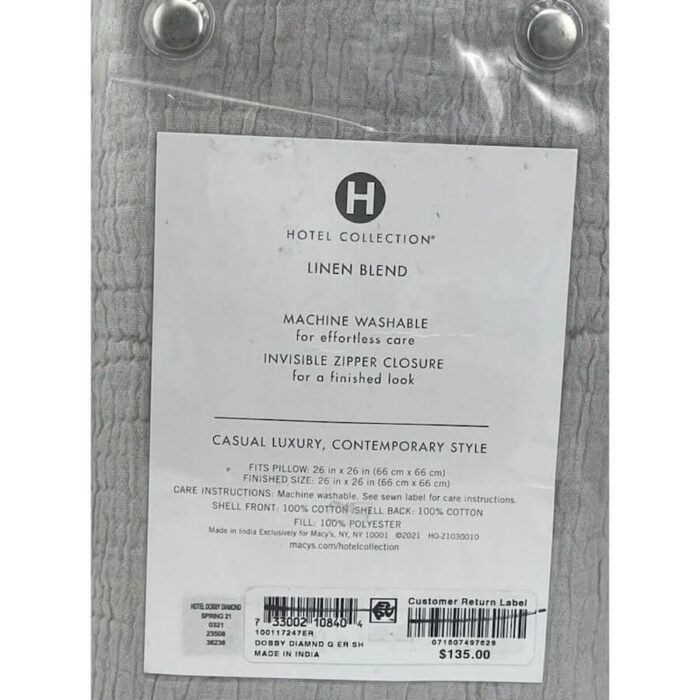 H
HOTEL COLLECTION®
LINEN BLEND
MACHINE WASHABLE
for effortless care
INVISIBLE ZIPPER CLOSURE
for a finished look
CASUAL LUXURY, CONTEMPORARY STYLE
FITS PILLOW: 26 in x 26 in (66 cm x 66 cm)
FINISHED SIZE: 26 in x 26 in (66 cm x 66 cm)
CARE INSTRUCTIONS: Machine washable. See sewn label for care instructions.
SHELL FRONT: 100% COTTON /SHELL BACK: 100% COTTON
FILL: 100% POLYESTER
Made in India Exclusively for Macy's, NY, NY 10001 ©2021 HO-Z1030010
macys.com/hotelcollection
HOTEL DOBBY DIAMOND
SPRING 21
0321
23508
38238
7 33002 10840 4
100117247ER
DOBBY DIAMND Q ER SH
MADE IN INDIA
Customer Return Label
071507497629
$135.00